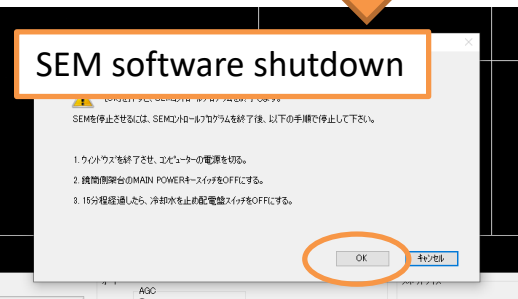 SEM software shutdown
SEMを停止させるには、SEMコントロールプログラムを終了後、以下の手順で停止して下さい。
1. ウィンドウズを終了させ、コンピューターの電源を切る。
2. 鏡筒側架台のMAIN POWERキースイッチをOFFにする。
3. 15分程経過したら、冷却水を止め配電盤スイッチをOFFにする。
OK
キャンセル
AGC